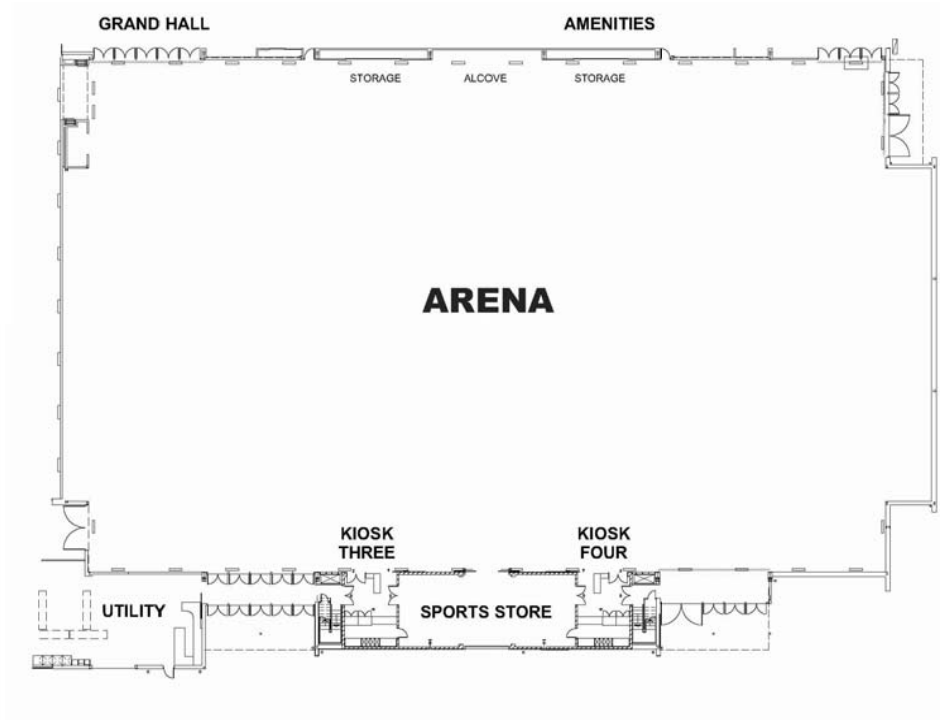 GRAND HALL
AMENITIES
STORAGE
ALCOVE
STORAGE
ARENA
KIOSK
THREE
KIOSK
FOUR
UTILITY
SPORTS STORE